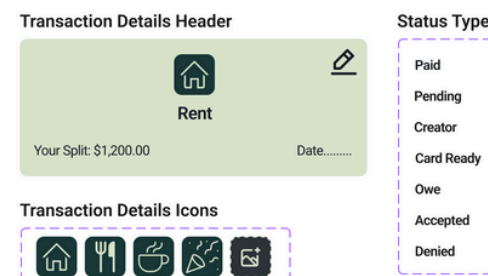 Transaction Details Header
Rent
Your Split: $1,200.00
Date.........
Transaction Details Icons
Status Type
Paid
Pending
Creator
Card Ready
Owe
Accepted
Denied